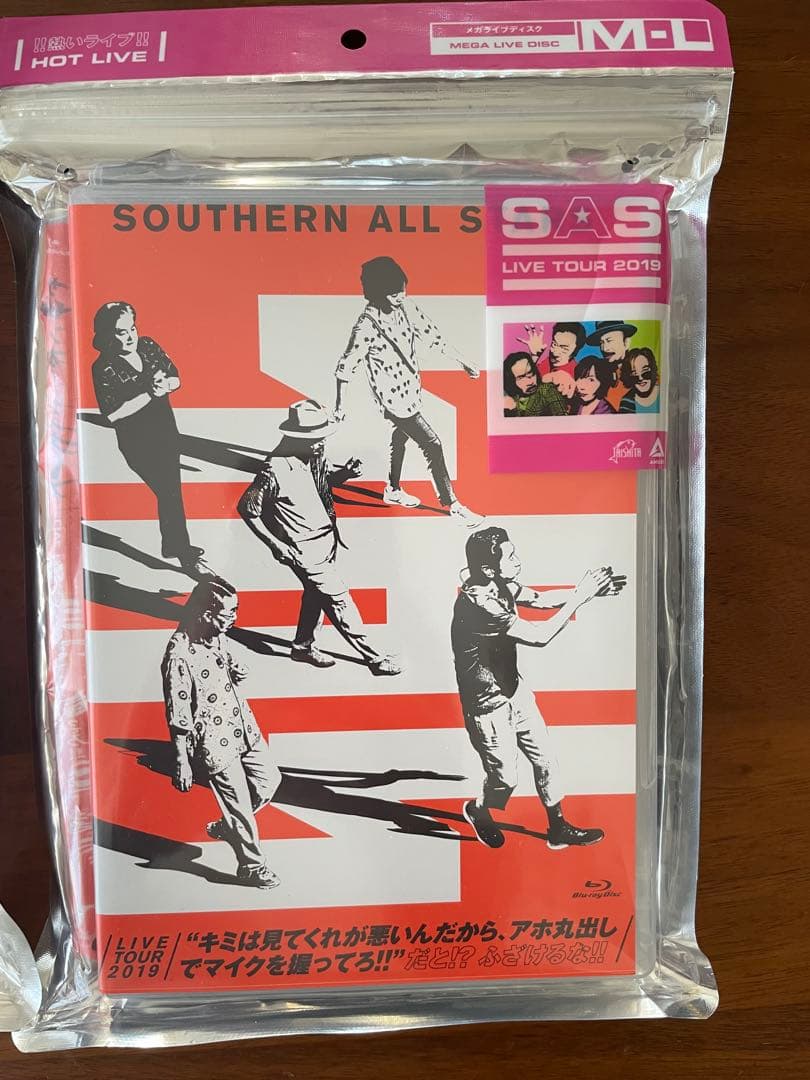 !!熱いライブ!!
HOT LIVE
メガライブディスク
MEGA LIVE DISC
M-L
SOUTHERN ALL S
SAS
LIVE TOUR 2019
TAISHITA
Blu-ray Disc
LIVE
TOUR
2019
“キミは見てくれが悪いんだから、アホ丸出し
でマイクを握ってろ!!”だと!? ふざけるな!!